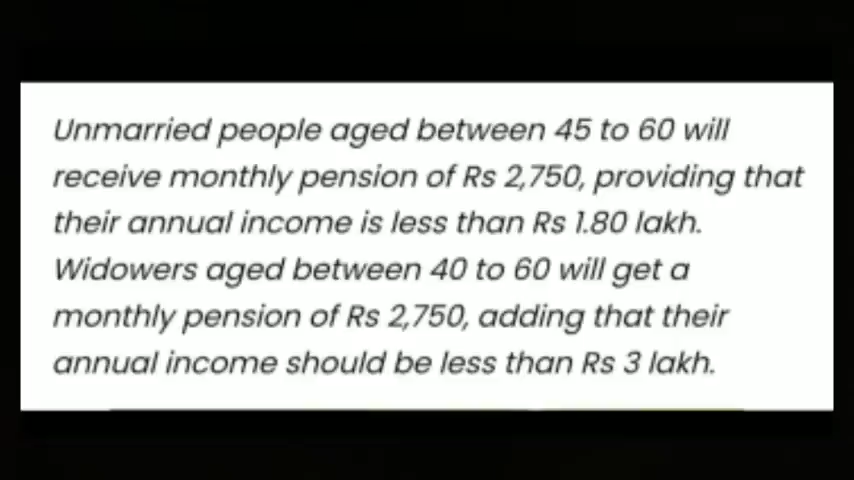 Unmarried people aged between 45 to 60 will
receive monthly pension of Rs 2,750, providing that
their annual income is less than Rs 1.80 lakh.
Widowers aged between 40 to 60 will get a
monthly pension of Rs 2,750, adding that their
annual income should be less than Rs 3 lakh.